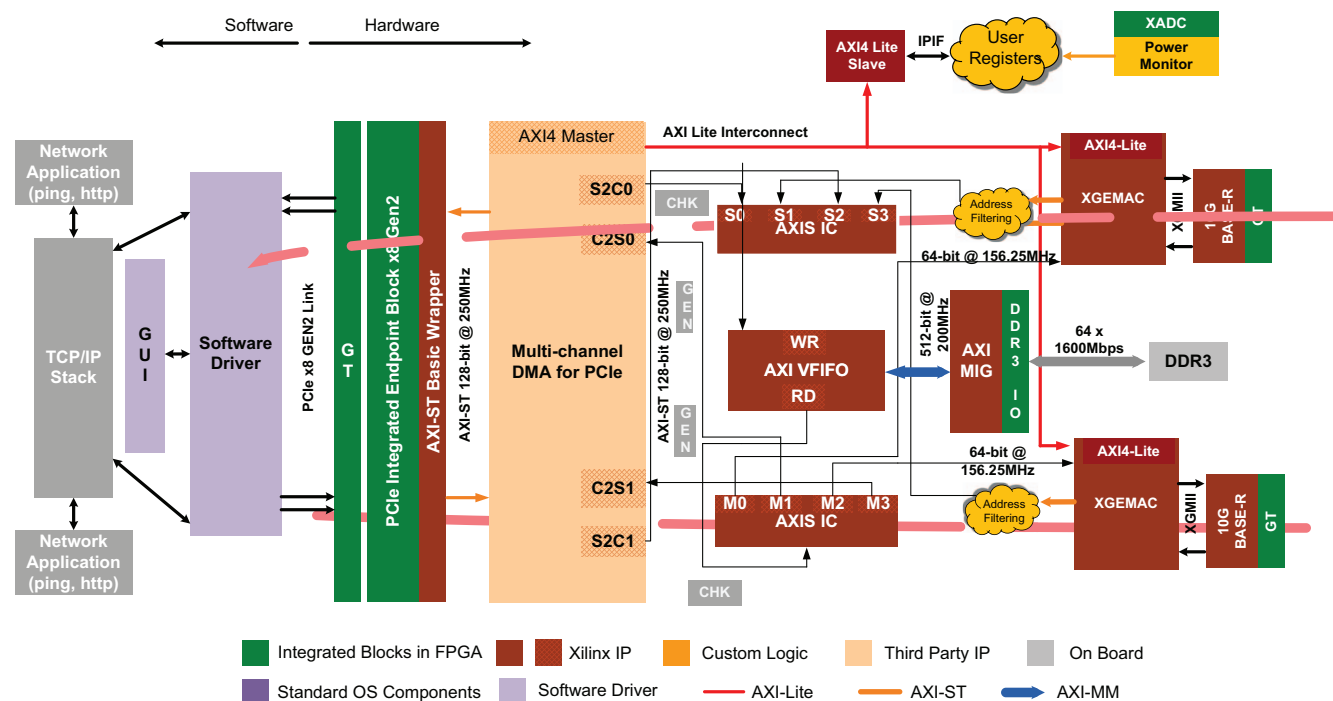 Software
Hardware
XADC
Power
Monitor
AXI4 Lite
Slave
IPIF
User
Registers
Network
Application
(ping, http)
TCP/IP
Stack
GUI
Software
Driver
PCIe x8 GEN2 Link
GT
PCIe Integrated Endpoint Block x8 Gen2
AXI-ST Basic Wrapper
AXI-ST 128-bit @ 250MHz
AXI4 Master
S2C0
C2S0
Multi-channel
DMA for PCIe
C2S1
S2C1
AXI Lite Interconnect
CHK
S0 S1 S2 S3
AXIS IC
AXI-ST 128-bit @ 250MHz
GEN
GEN
WR
AXI VFIFO
RD
512-bit @
200MHz
AXI
MIG
DDR3 IO
64 x
1600Mbps
DDR3
Address
Filtering
64-bit @ 156.25MHz
AXI4-Lite
XGEMAC
XGMII
10G
BASE-R
GT
M0 M1 M2 M3
AXIS IC
CHK
64-bit @
156.25MHz
Address
Filtering
AXI4-Lite
XGEMAC
XGMII
10G
BASE-R
GT
Network
Application
(ping, http)
Integrated Blocks in FPGA
Xilinx IP
Custom Logic
Third Party IP
On Board
Standard OS Components
Software Driver
AXI-Lite
AXI-ST
AXI-MM